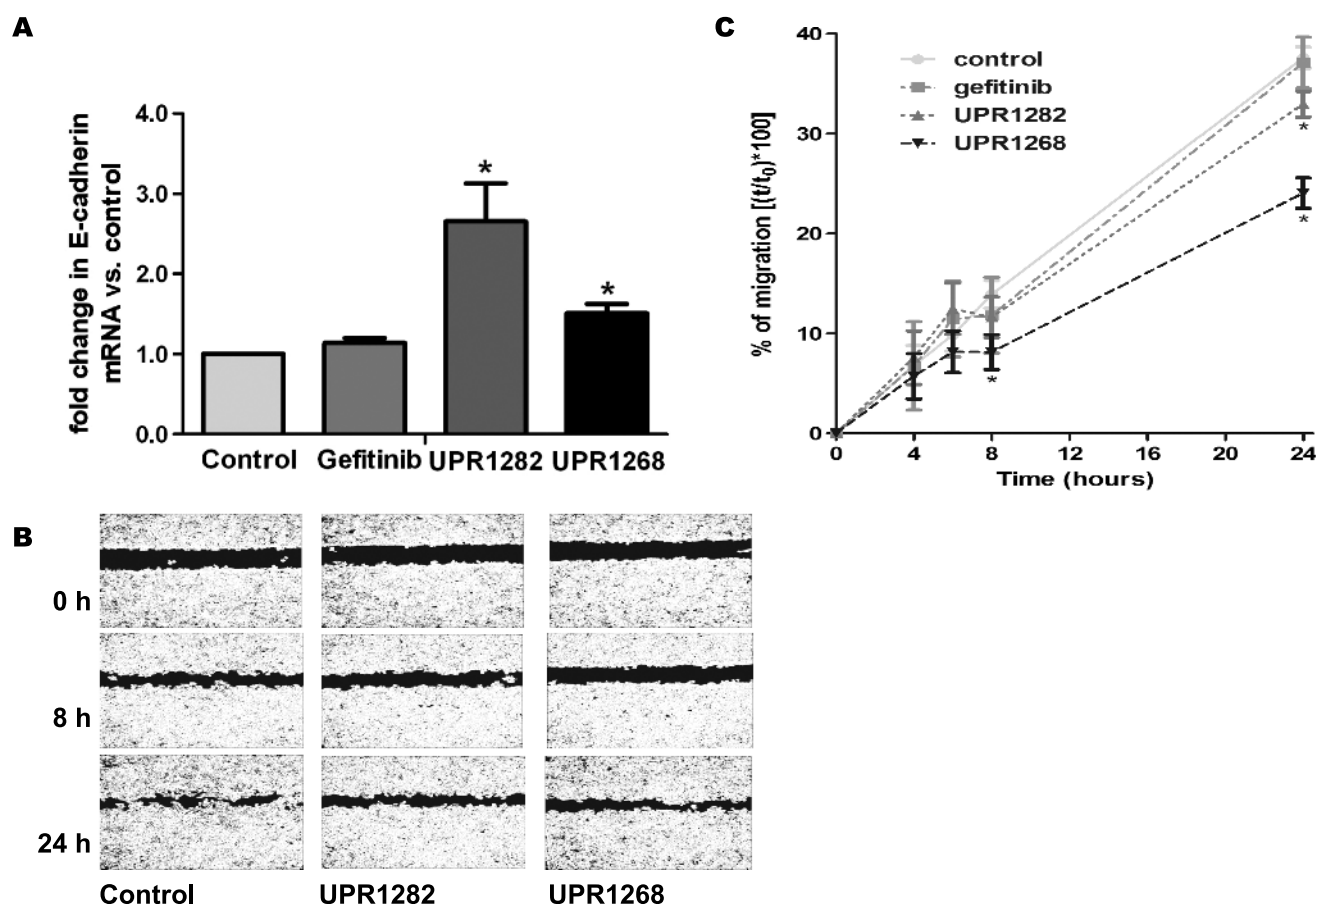 A
fold change in E-cadherin
mRNA vs. control
4.0
3.0
2.0
1.0
0.0
*
*
Control Gefitinib UPR1282 UPR1268
B
0 h
8 h
24 h
Control UPR1282 UPR1268
C
% of migration [(t/t0)*100]
40
30
20
10
0
control
gefitinib
UPR1282
UPR1268
*
*
*
0 4 8 12 16 20 24
Time (hours)